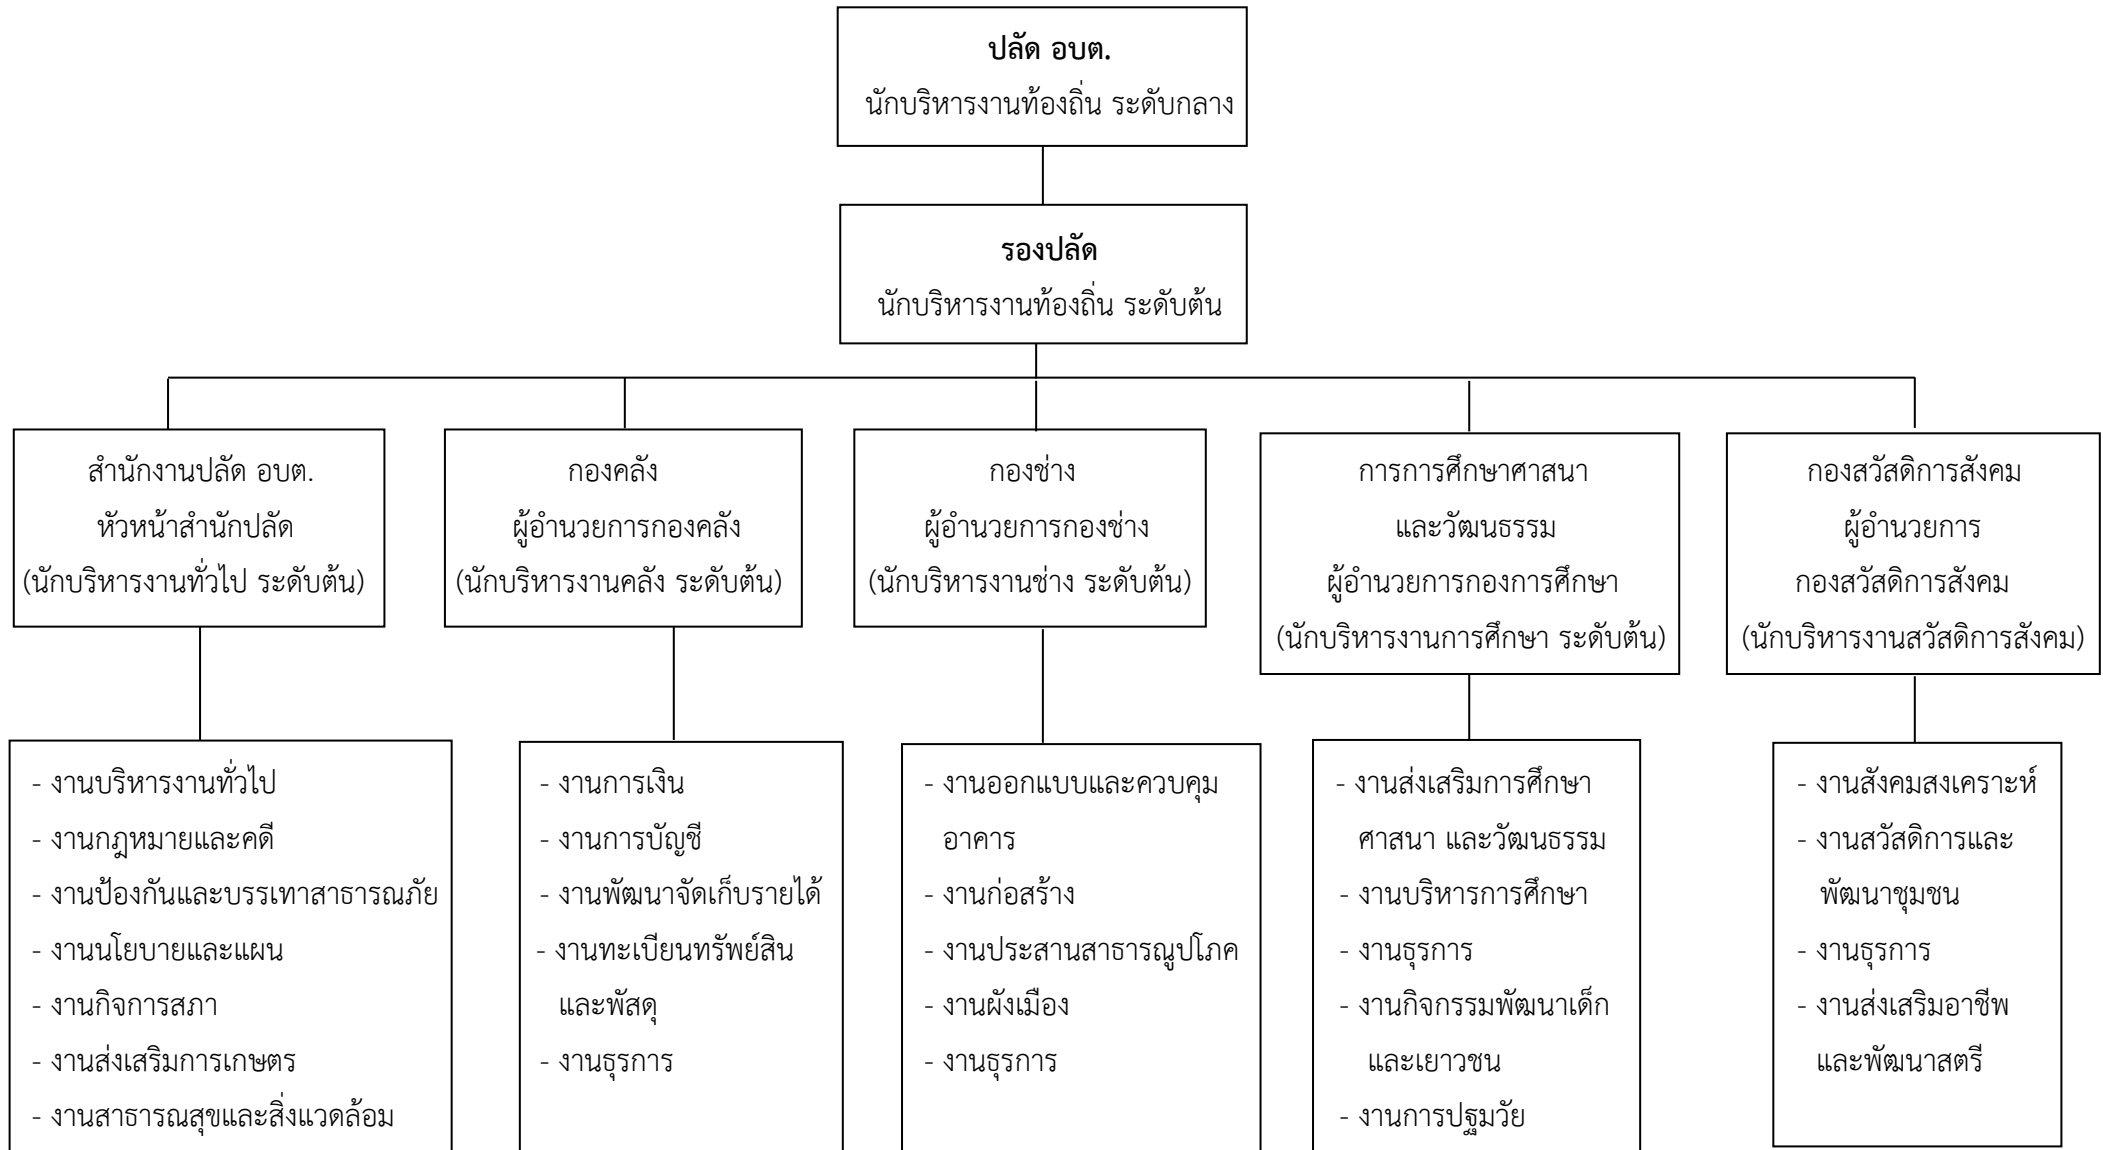 ปลัด อบต.
นักบริหารงานท้องถิ่น ระดับกลาง
รองปลัด
นักบริหารงานท้องถิ่น ระดับต้น
สำนักงานปลัด อบต.
หัวหน้าสำนักปลัด
(นักบริหารงานทั่วไป ระดับต้น)
กองคลัง
ผู้อำนวยการกองคลัง
(นักบริหารงานคลัง ระดับต้น)
กองช่าง
ผู้อำนวยการกองช่าง
(นักบริหารงานช่าง ระดับต้น)
การการศึกษาศาสนา
และวัฒนธรรม
ผู้อำนวยการกองการศึกษา
(นักบริหารงานการศึกษา ระดับต้น)
กองสวัสดิการสังคม
ผู้อำนวยการ
กองสวัสดิการสังคม
(นักบริหารงานสวัสดิการสังคม)
- งานบริหารงานทั่วไป
- งานกฎหมายและคดี
- งานป้องกันและบรรเทาสาธารณภัย
- งานนโยบายและแผน
- งานกิจการสภา
- งานส่งเสริมการเกษตร
- งานสาธารณสุขและสิ่งแวดล้อม
- งานการเงิน
- งานการบัญชี
- งานพัฒนาจัดเก็บรายได้
- งานทะเบียนทรัพย์สิน
และพัสดุ
- งานธุรการ
- งานออกแบบและควบคุม
อาคาร
- งานก่อสร้าง
- งานประสานสาธารณูปโภค
- งานผังเมือง
- งานธุรการ
- งานส่งเสริมการศึกษา
ศาสนา และวัฒนธรรม
- งานบริหารการศึกษา
- งานธุรการ
- งานกิจกรรมพัฒนาเด็ก
และเยาวชน
- งานการปฐมวัย
- งานสังคมสงเคราะห์
- งานสวัสดิการและ
พัฒนาชุมชน
- งานธุรการ
- งานส่งเสริมอาชีพ
และพัฒนาสตรี